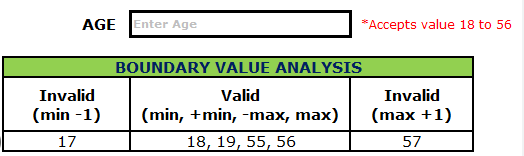 AGE Enter Age *Accepts value 18 to 56
BOUNDARY VALUE ANALYSIS
Invalid Valid Invalid
(min -1) (min, +min, -max, max) (max +1)
17 18, 19, 55, 56 57